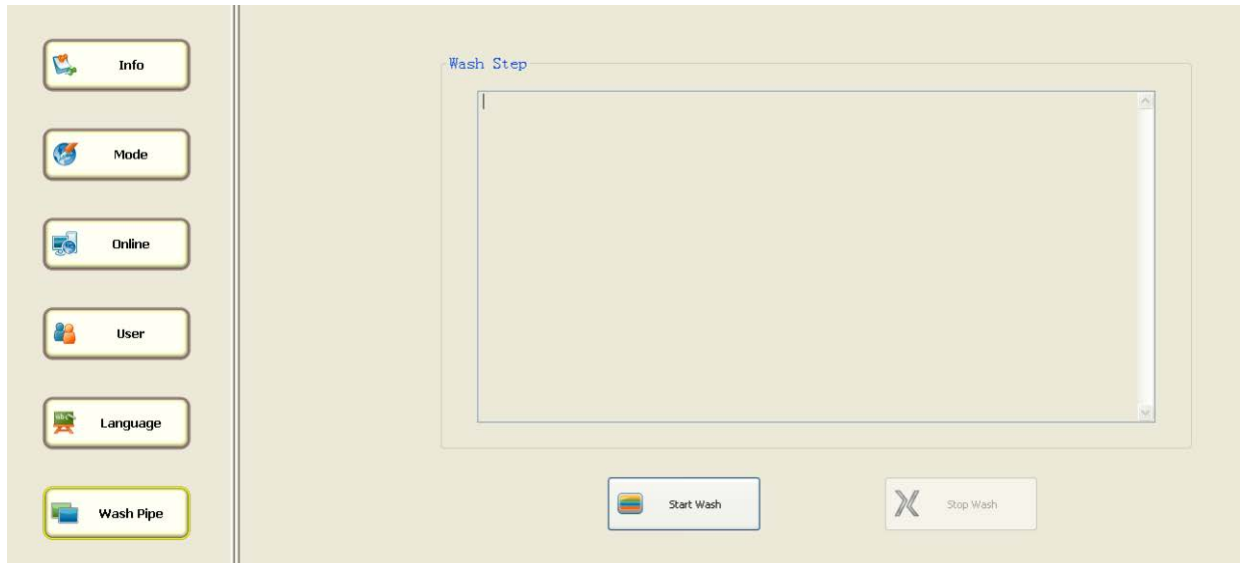 Info
Mode
Online
User
Language
Wash Pipe
Wash Step
Start Wash
Stop Wash